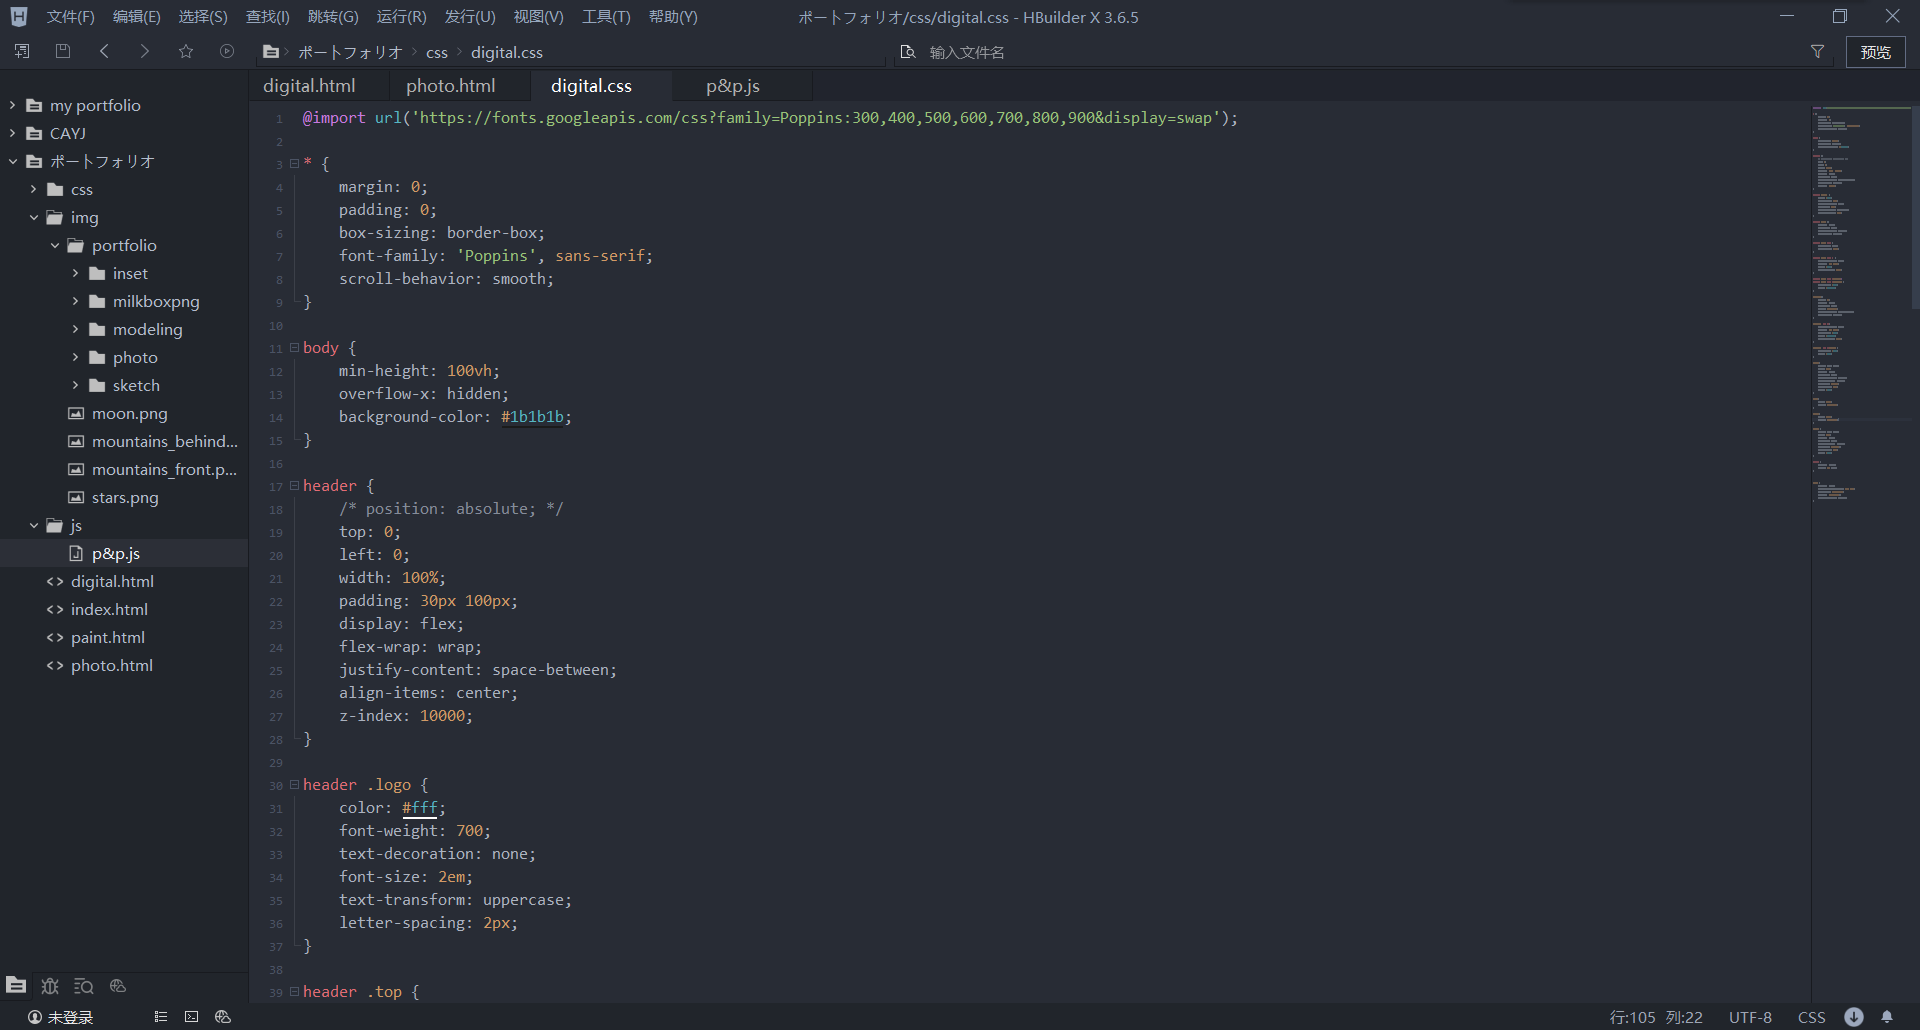 文件(F) 编辑(E) 选择(S) 查找(I) 跳转(G) 运行(R) 发行(U) 视图(V) 工具(T) 帮助(Y) ポートフォリオ/css/digital.css - HBuilder X 3.6.5
ポートフォリオ css digital.css 输入文件名 预览
digital.html photo.html digital.css p&p.js
my portfolio
CAYJ
ポートフォリオ
css
img
portfolio
inset
milkboxpng
modeling
photo
sketch
moon.png
mountains_behind...
mountains_front.p...
stars.png
js
p&p.js
digital.html
index.html
paint.html
photo.html
1 @import url('https://fonts.googleapis.com/css?family=Poppins:300,400,500,600,700,800,900&display=swap');
2
3 * {
4 margin: 0;
5 padding: 0;
6 box-sizing: border-box;
7 font-family: 'Poppins', sans-serif;
8 scroll-behavior: smooth;
9 }
10
11 body {
12 min-height: 100vh;
13 overflow-x: hidden;
14 background-color: #1b1b1b;
15 }
16
17 header {
18 /* position: absolute; */
19 top: 0;
20 left: 0;
21 width: 100%;
22 padding: 30px 100px;
23 display: flex;
24 flex-wrap: wrap;
25 justify-content: space-between;
26 align-items: center;
27 z-index: 10000;
28 }
29
30 header .logo {
31 color: #fff;
32 font-weight: 700;
33 text-decoration: none;
34 font-size: 2em;
35 text-transform: uppercase;
36 letter-spacing: 2px;
37 }
38
39 header .top {
未登录 行:105 列:22 UTF-8 CSS